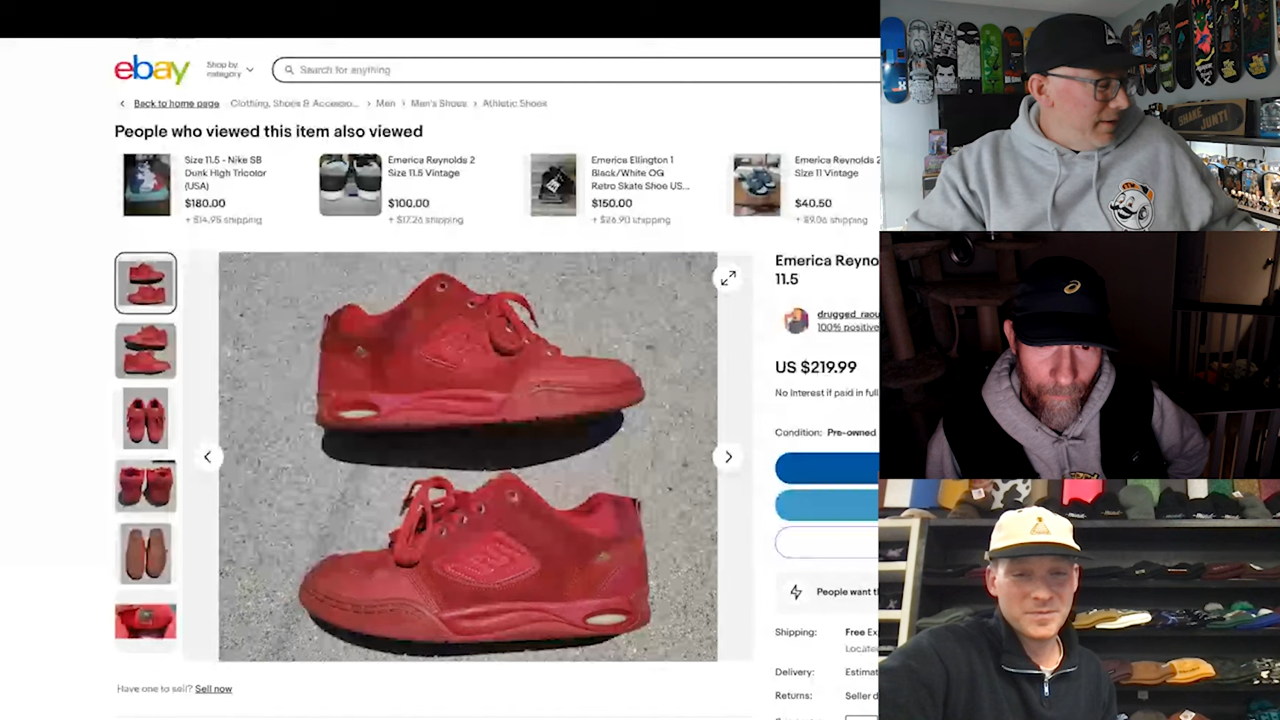 ebay
Shop by
category
Search for anything
Back to home page
Clothing, Shoes & Accesso...
Men
Men's Shoes
Athletic Shoes
People who viewed this item also viewed
Size 11.5 - Nike SB
Dunk High Tricolor
(USA)
$180.00
+ $14.95 shipping
Emerica Reynolds 2
Size 11.5 Vintage
$100.00
+ $17.26 shipping
Emerica Ellington 1
Black/White OG
Retro Skate Shoe US...
$150.00
+ $26.90 shipping
Emerica Reynolds 2
Size 11 Vintage
$40.50
+ $9.06 shipping
Emerica Reyno
11.5
drugged_raou
100% positive
US $219.99
No Interest if paid in full
Condition: Pre-owned
People want t
Shipping: Free Ex
Locate
Delivery: Estimat
Returns: Seller d
Have one to sell? Sell now
SHAKE JUNT!